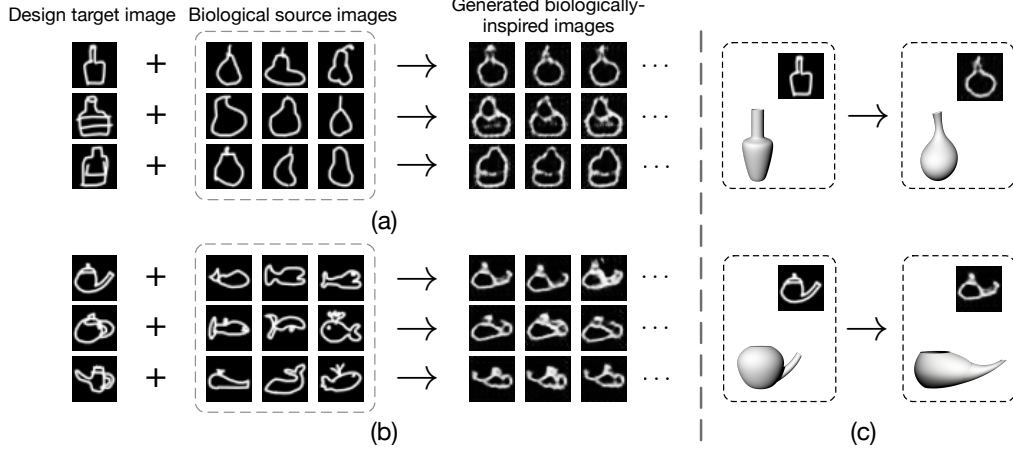 Design target image
Biological source images
Generated biologically-
inspired images
+
+
+
(a)
+
+
+
(b)
(c)